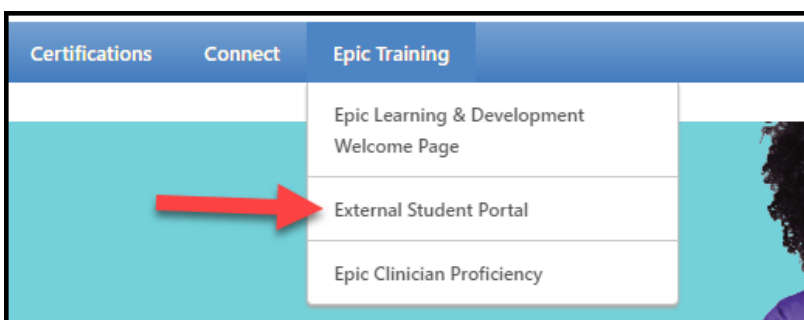 Certifications Connect Epic Training
Epic Learning & Development
Welcome Page
External Student Portal
Epic Clinician Proficiency